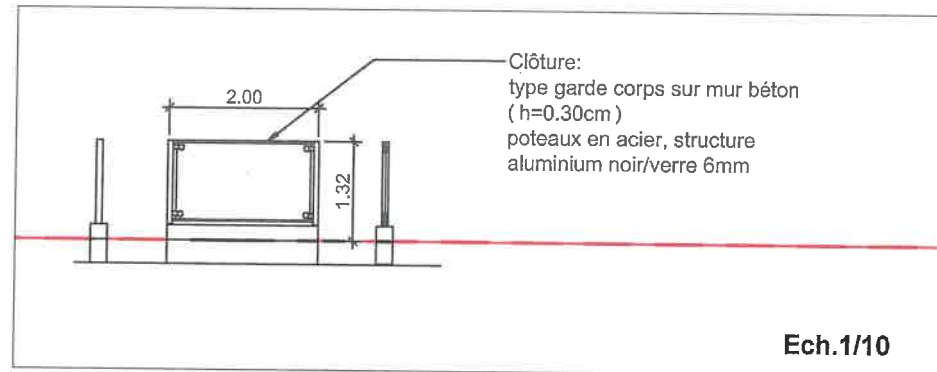 Clôture:
type garde corps sur mur béton
( h=0.30cm )
poteaux en acier, structure
aluminium noir/verre 6mm
2.00
1.32
Ech.1/10